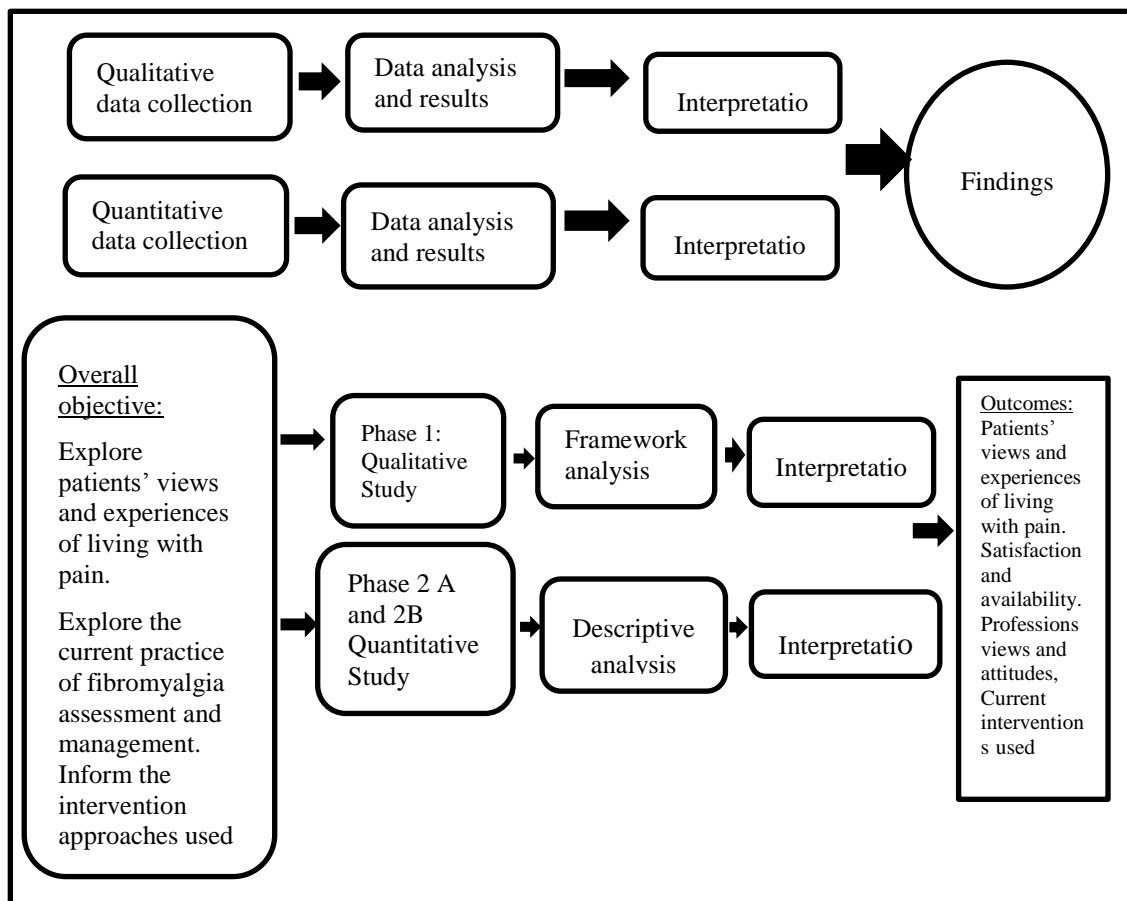 Qualitative
data collection
Data analysis
and results
Interpretatio
Quantitative
data collection
Data analysis
and results
Interpretatio
Findings
Overall
objective:
Explore
patients’ views
and experiences
of living with
pain.
Explore the
current practice
of fibromyalgia
assessment and
management.
Inform the
intervention
approaches used
Phase 1:
Qualitative
Study
Framework
analysis
Interpretatio
Phase 2 A
and 2B
Quantitative
Study
Descriptive
analysis
Interpretatio
Outcomes:
Patients’
views and
experiences
of living
with pain.
Satisfaction
and
availability.
Professions
views and
attitudes,
Current
intervention
s used